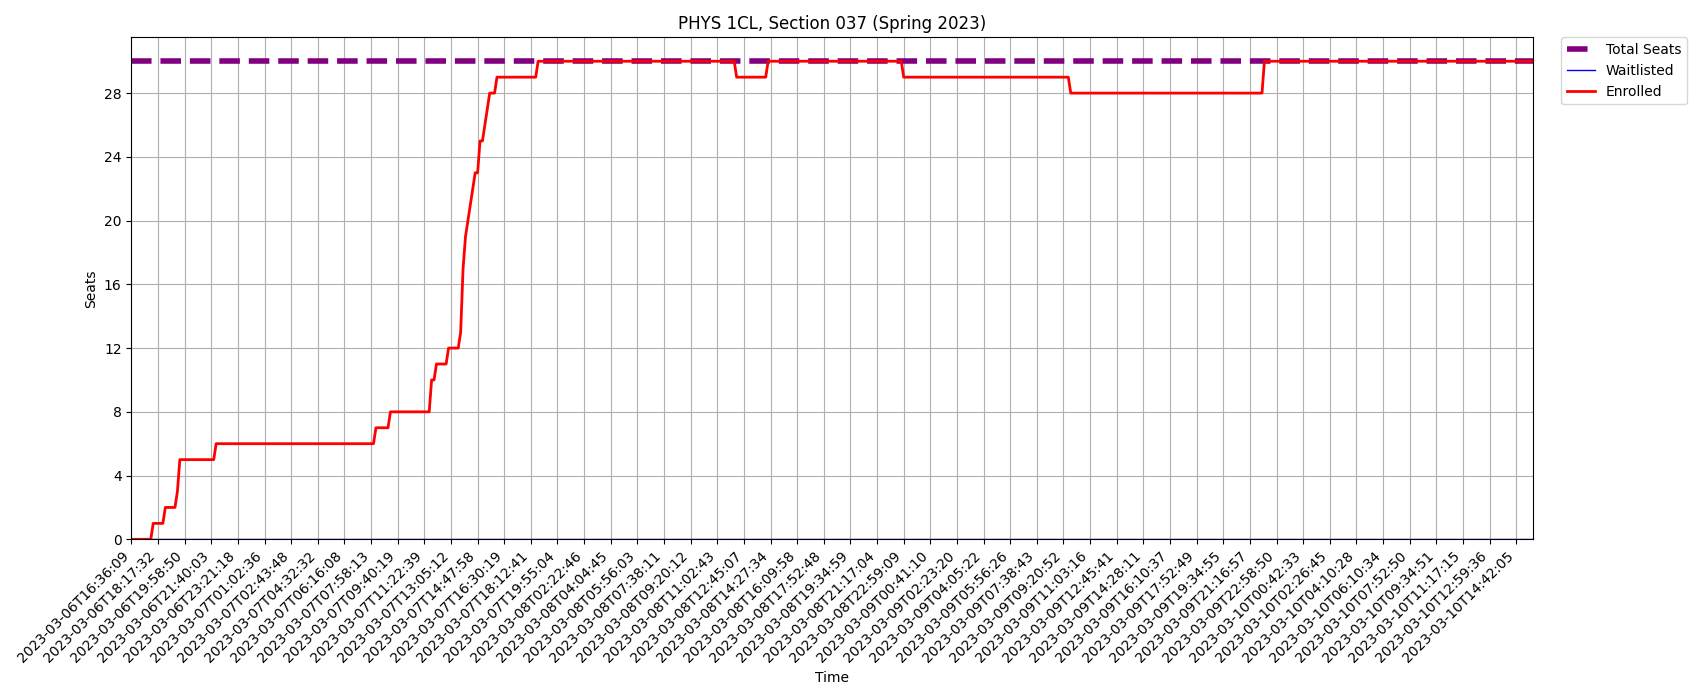 PHYS 1CL, Section 037 (Spring 2023)
Total Seats
Waitlisted
Enrolled
Seats
28
24
20
16
12
8
4
0
2023-03-06T16:36:09
2023-03-06T18:17:32
2023-03-06T19:58:50
2023-03-06T21:40:03
2023-03-06T23:21:18
2023-03-07T01:02:36
2023-03-07T02:43:48
2023-03-07T04:32:32
2023-03-07T06:16:08
2023-03-07T07:58:13
2023-03-07T09:40:19
2023-03-07T11:22:39
2023-03-07T13:05:12
2023-03-07T14:47:58
2023-03-07T16:30:19
2023-03-07T18:12:41
2023-03-07T19:55:04
2023-03-08T02:22:46
2023-03-08T04:04:45
2023-03-08T05:56:03
2023-03-08T07:38:11
2023-03-08T09:20:12
2023-03-08T11:02:43
2023-03-08T12:45:07
2023-03-08T14:27:34
2023-03-08T16:09:58
2023-03-08T17:52:48
2023-03-08T19:34:59
2023-03-08T21:17:04
2023-03-08T22:59:09
2023-03-09T00:41:10
2023-03-09T02:23:20
2023-03-09T04:05:22
2023-03-09T05:56:26
2023-03-09T07:38:43
2023-03-09T09:20:52
2023-03-09T11:03:16
2023-03-09T12:45:41
2023-03-09T14:28:11
2023-03-09T16:10:37
2023-03-09T17:52:49
2023-03-09T19:34:55
2023-03-09T21:16:57
2023-03-09T22:58:50
2023-03-10T00:42:33
2023-03-10T02:26:45
2023-03-10T04:10:28
2023-03-10T06:10:34
2023-03-10T07:52:50
2023-03-10T09:34:51
2023-03-10T11:17:15
2023-03-10T12:59:36
2023-03-10T14:42:05
Time